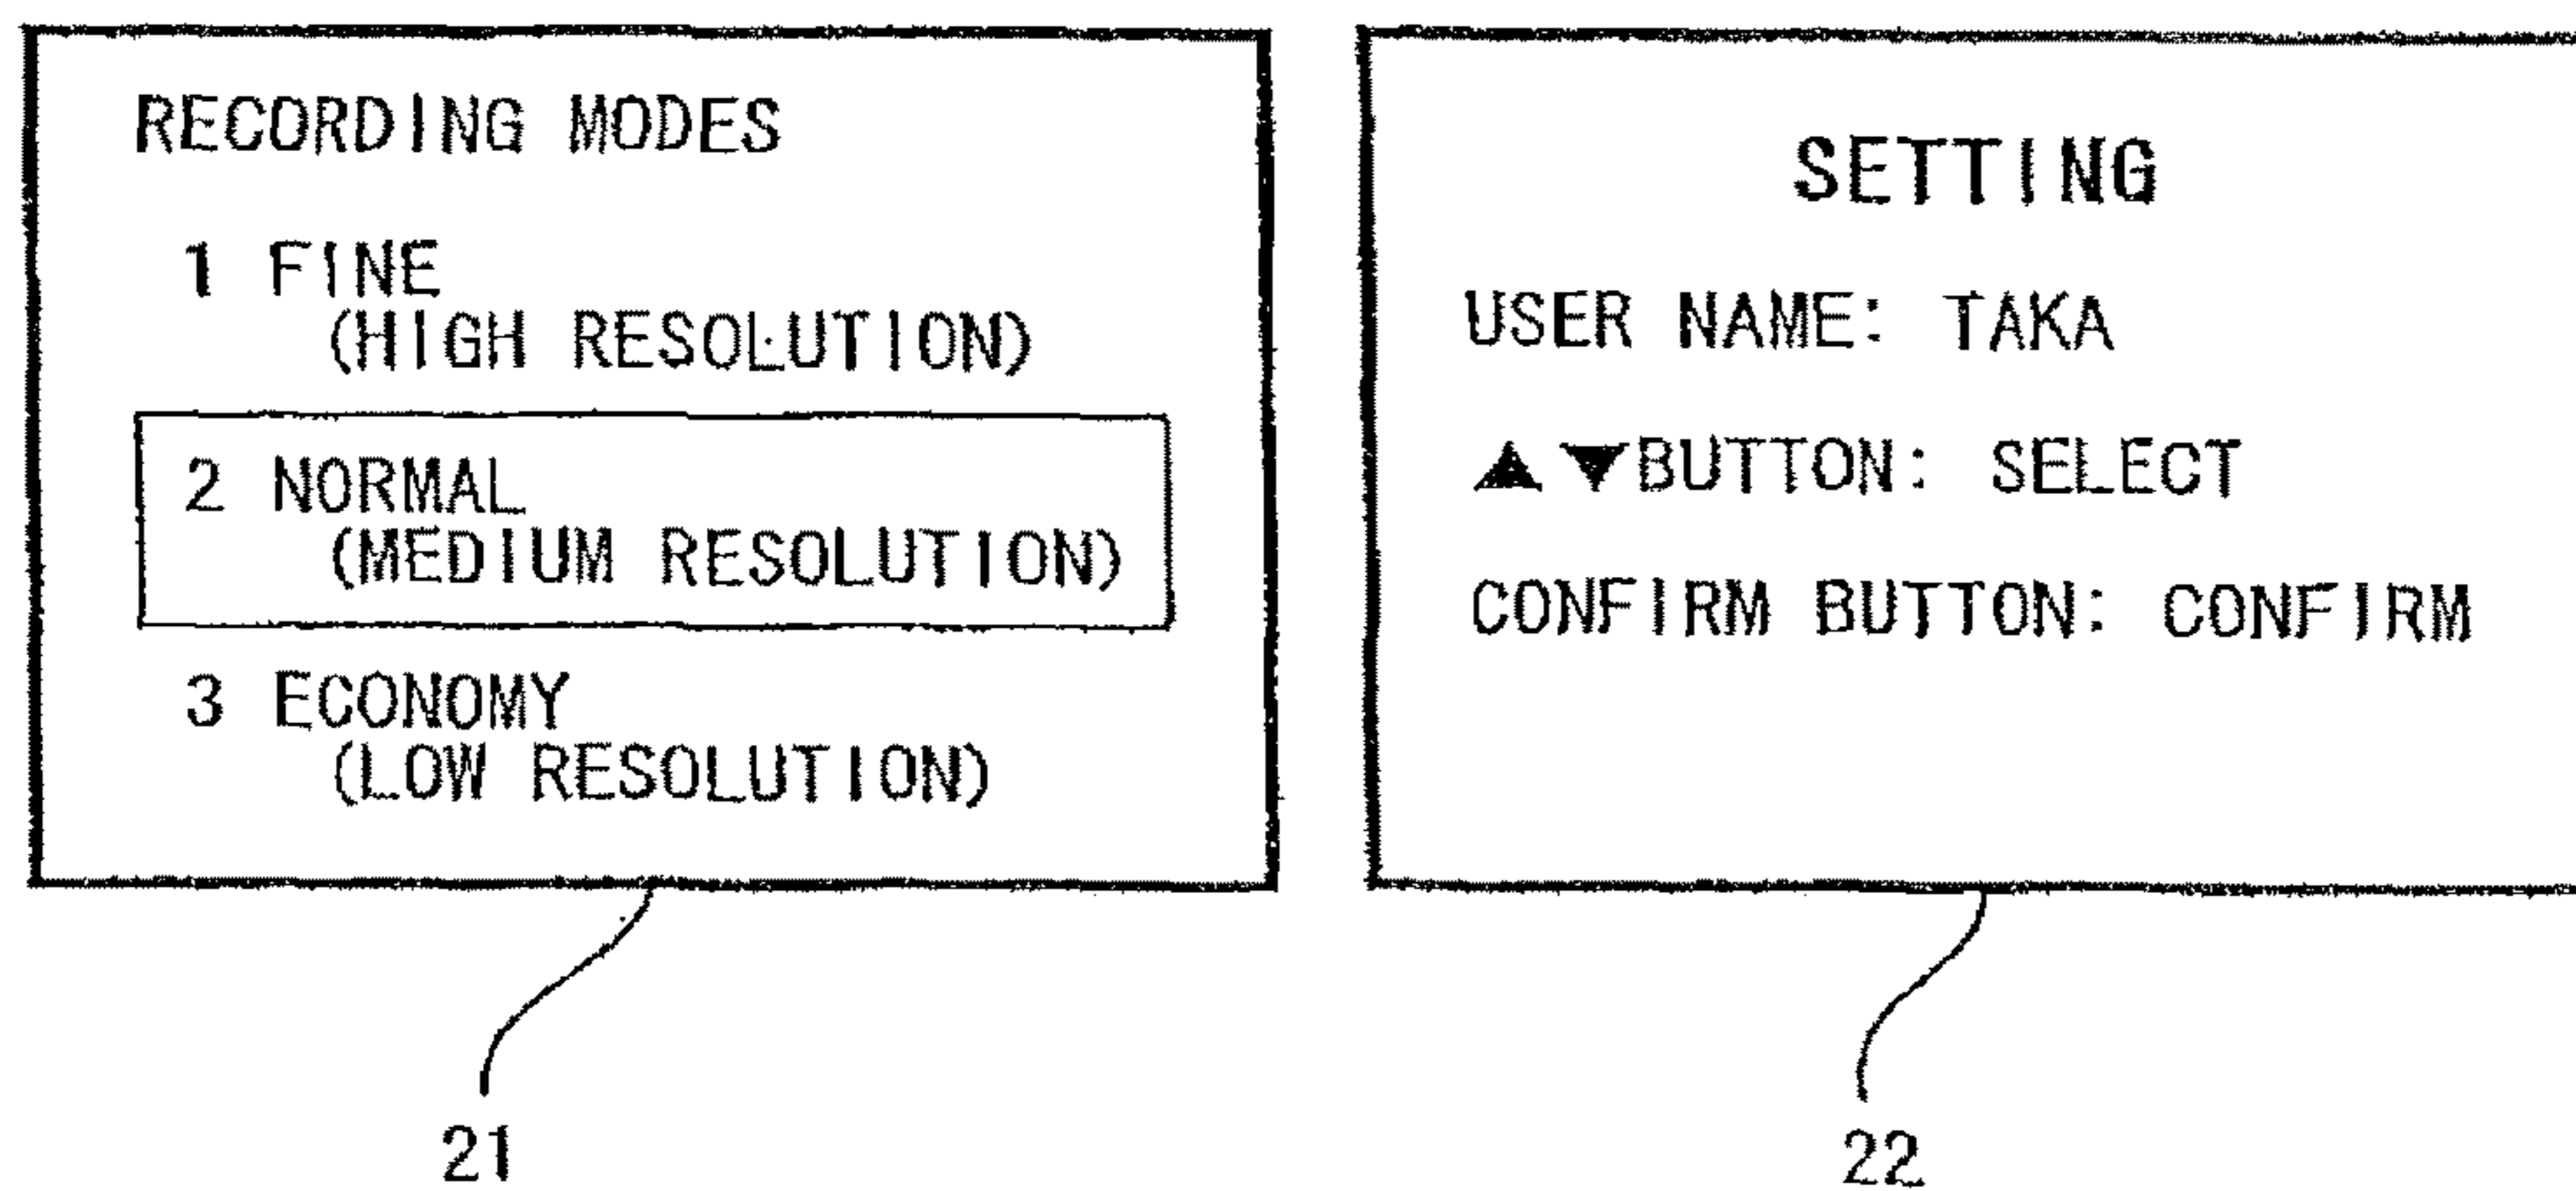 RECORDING MODES
1 FINE
(HIGH RESOLUTION)
2 NORMAL
(MEDIUM RESOLUTION)
3 ECONOMY
(LOW RESOLUTION)
21
SETTING
USER NAME: TAKA
▲▼BUTTON: SELECT
CONFIRM BUTTON: CONFIRM
22